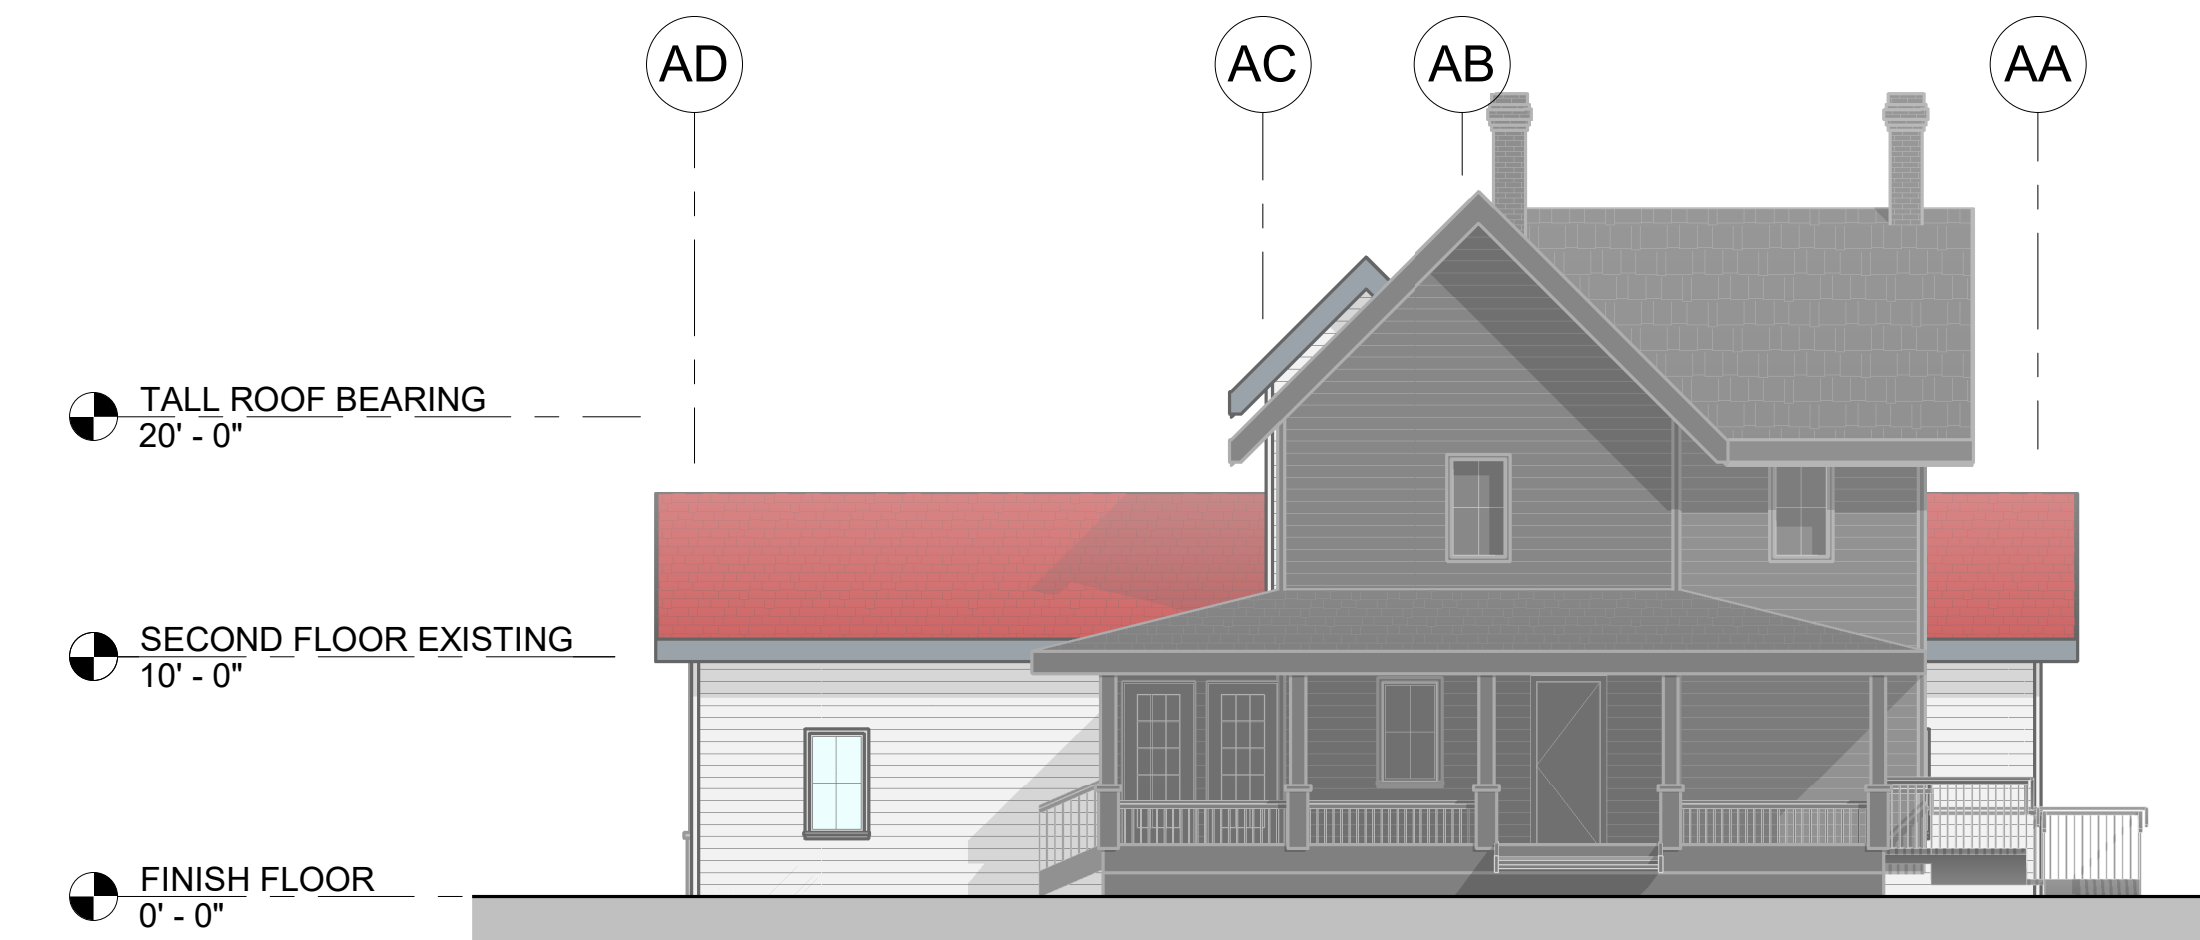 AD
AC
AB
AA
TALL ROOF BEARING
20' - 0"
SECOND FLOOR EXISTING
10' - 0"
FINISH FLOOR
0' - 0"